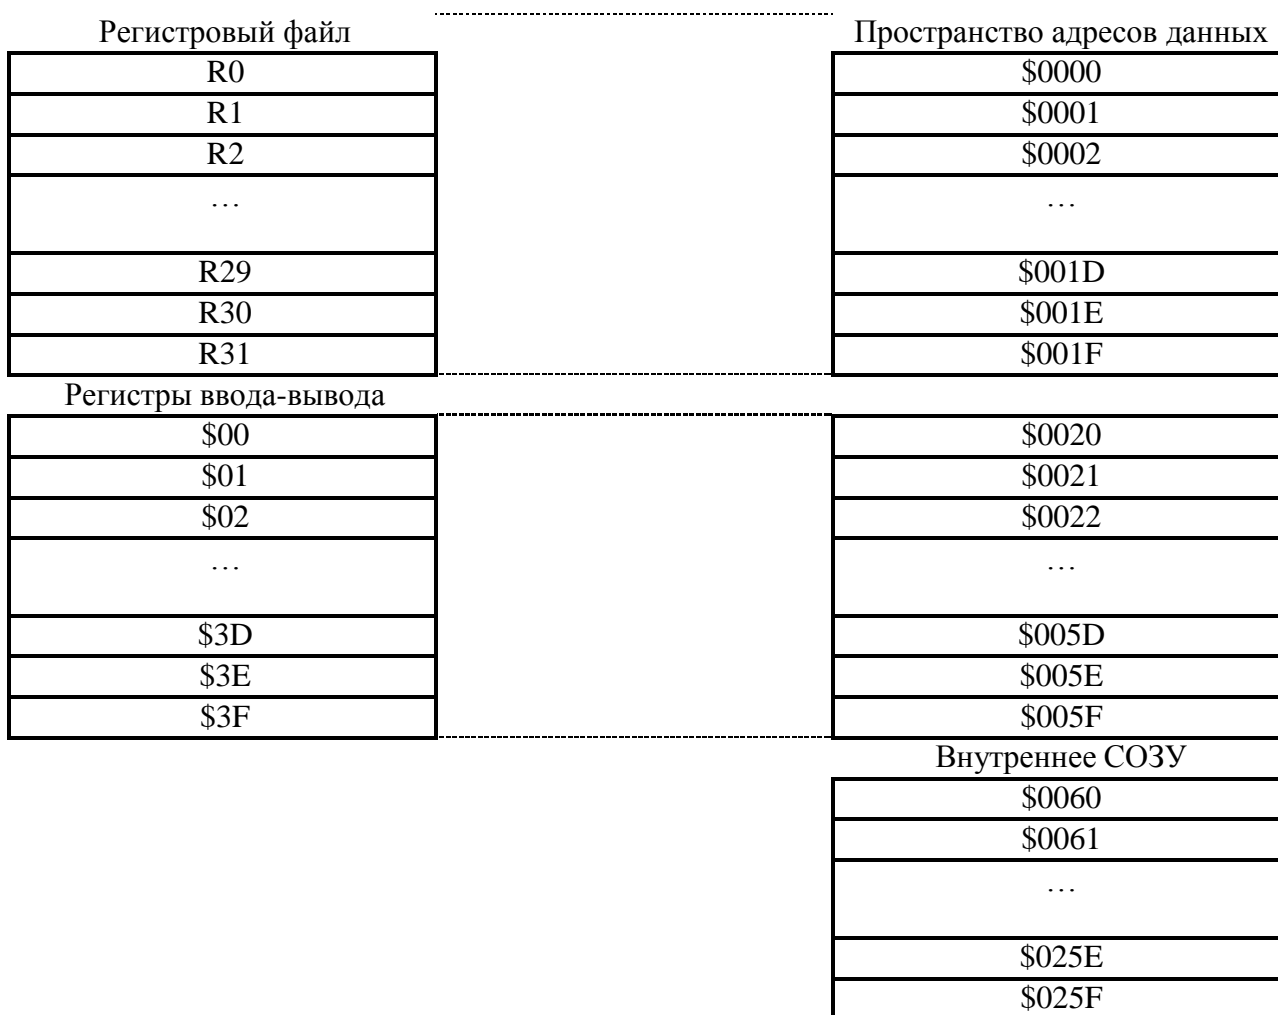 Регистровый файл Пространство адресов данных
R0 $0000
R1 $0001
R2 $0002
… …
R29 $001D
R30 $001E
R31 $001F
Регистры ввода-вывода
$00 $0020
$01 $0021
$02 $0022
… …
$3D $005D
$3E $005E
$3F $005F
Внутреннее СОЗУ
$0060
$0061
…
$025E
$025F